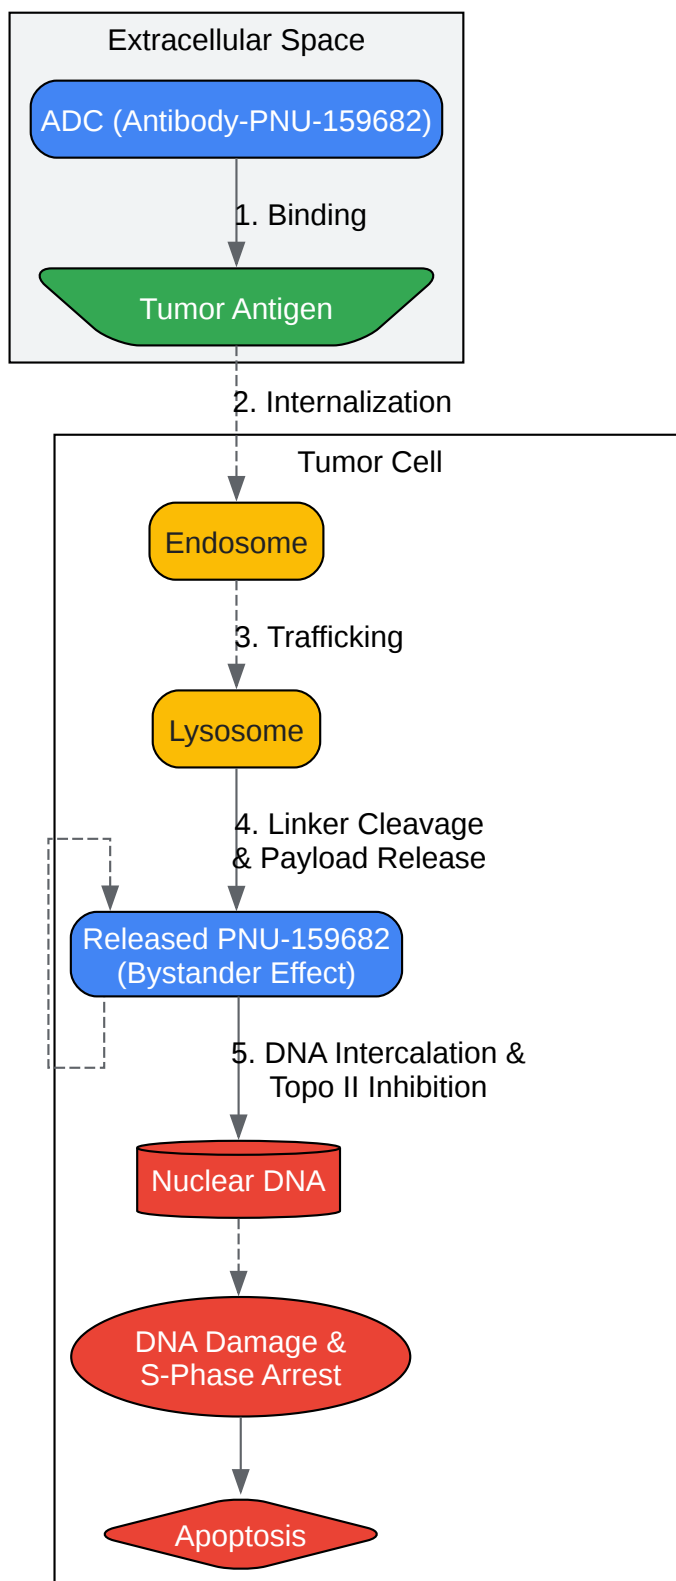 Extracellular Space
ADC (Antibody-PNU-159682)
1. Binding
Tumor Antigen
2. Internalization
Tumor Cell
Endosome
3. Trafficking
Lysosome
4. Linker Cleavage
& Payload Release
Released PNU-159682
(Bystander Effect)
5. DNA Intercalation &
Topo II Inhibition
Nuclear DNA
DNA Damage &
S-Phase Arrest
Apoptosis